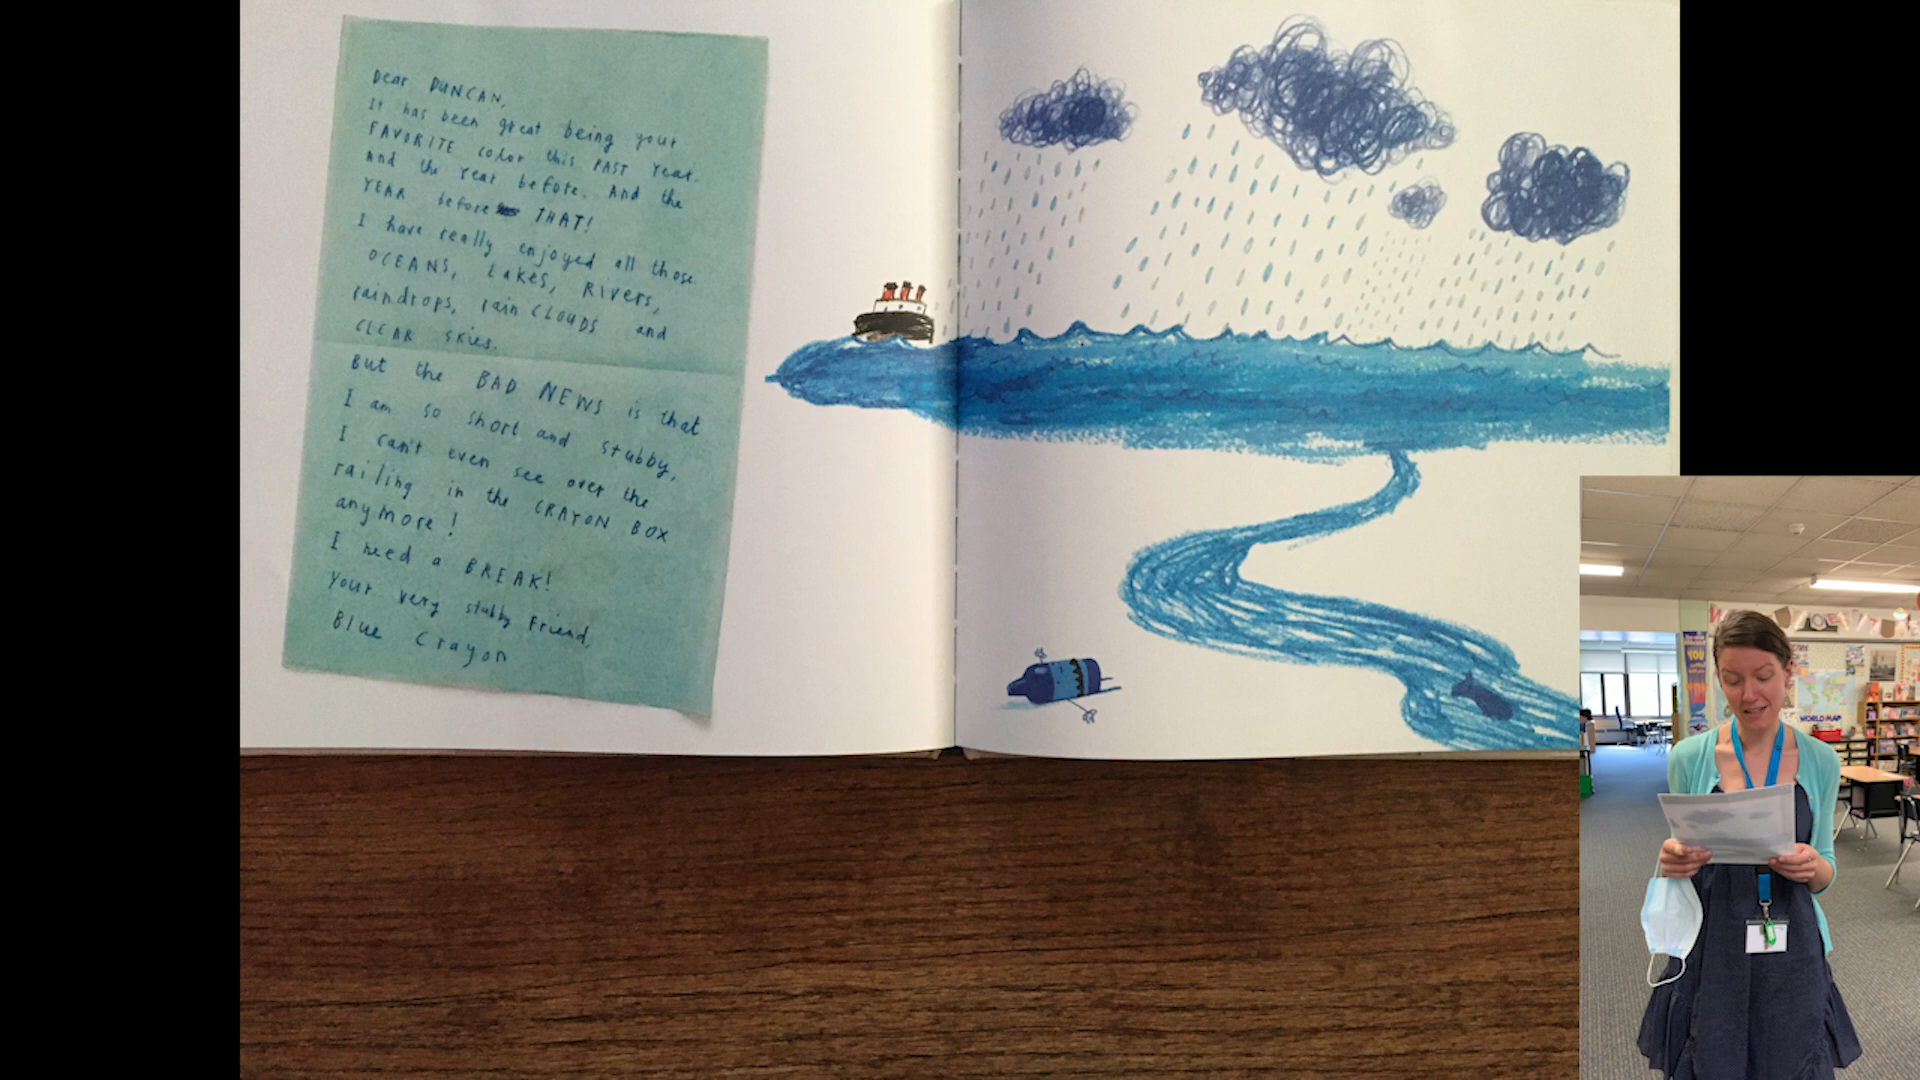 Dear DUNCAN,
It has been great being your
FAVORITE color this PAST Year.
And the Year before. And the
YEAR before THAT!
I have really enjoyed all those
OCEANS, Lakes, RIVers,
raindrops, rain CLOUDS and
CLEAR skies.
But the BAD NEWS is that
I am so short and stubby,
I can't even see over the
railing in the CRAYON BOX
anymore!
I need a BREAK!
Your very stubby Friend,
Blue Crayon
YOU
WORLD MAP